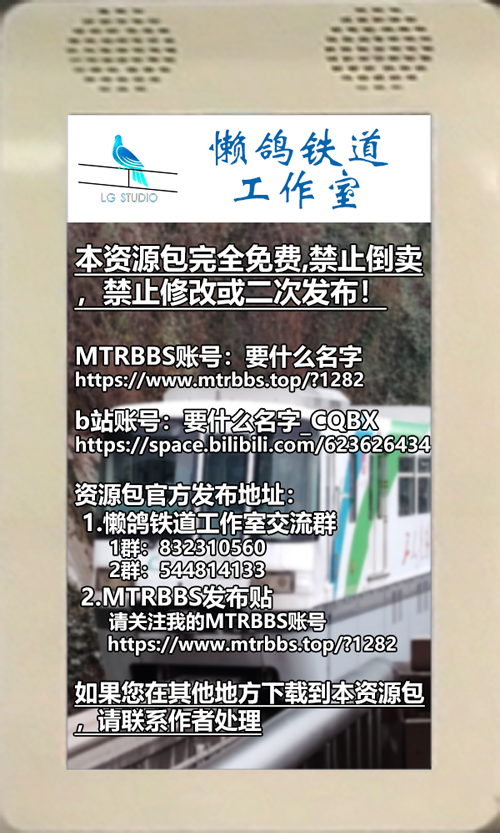 懒鸽铁道
工作室
LG STUDIO
本资源包完全免费,禁止倒卖
，禁止修改或二次发布！
MTRBBS账号：要什么名字
https://www.mtrbbs.top/?1282
b站账号：要什么名字_CQBX
https://space.bilibili.com/623626434
资源包官方发布地址：
1.懒鸽铁道工作室交流群
1群：832310560
2群：544814133
2.MTRBBS发布贴
请关注我的MTRBBS账号
https://www.mtrbbs.top/?1282
如果您在其他地方下载到本资源包
，请联系作者处理